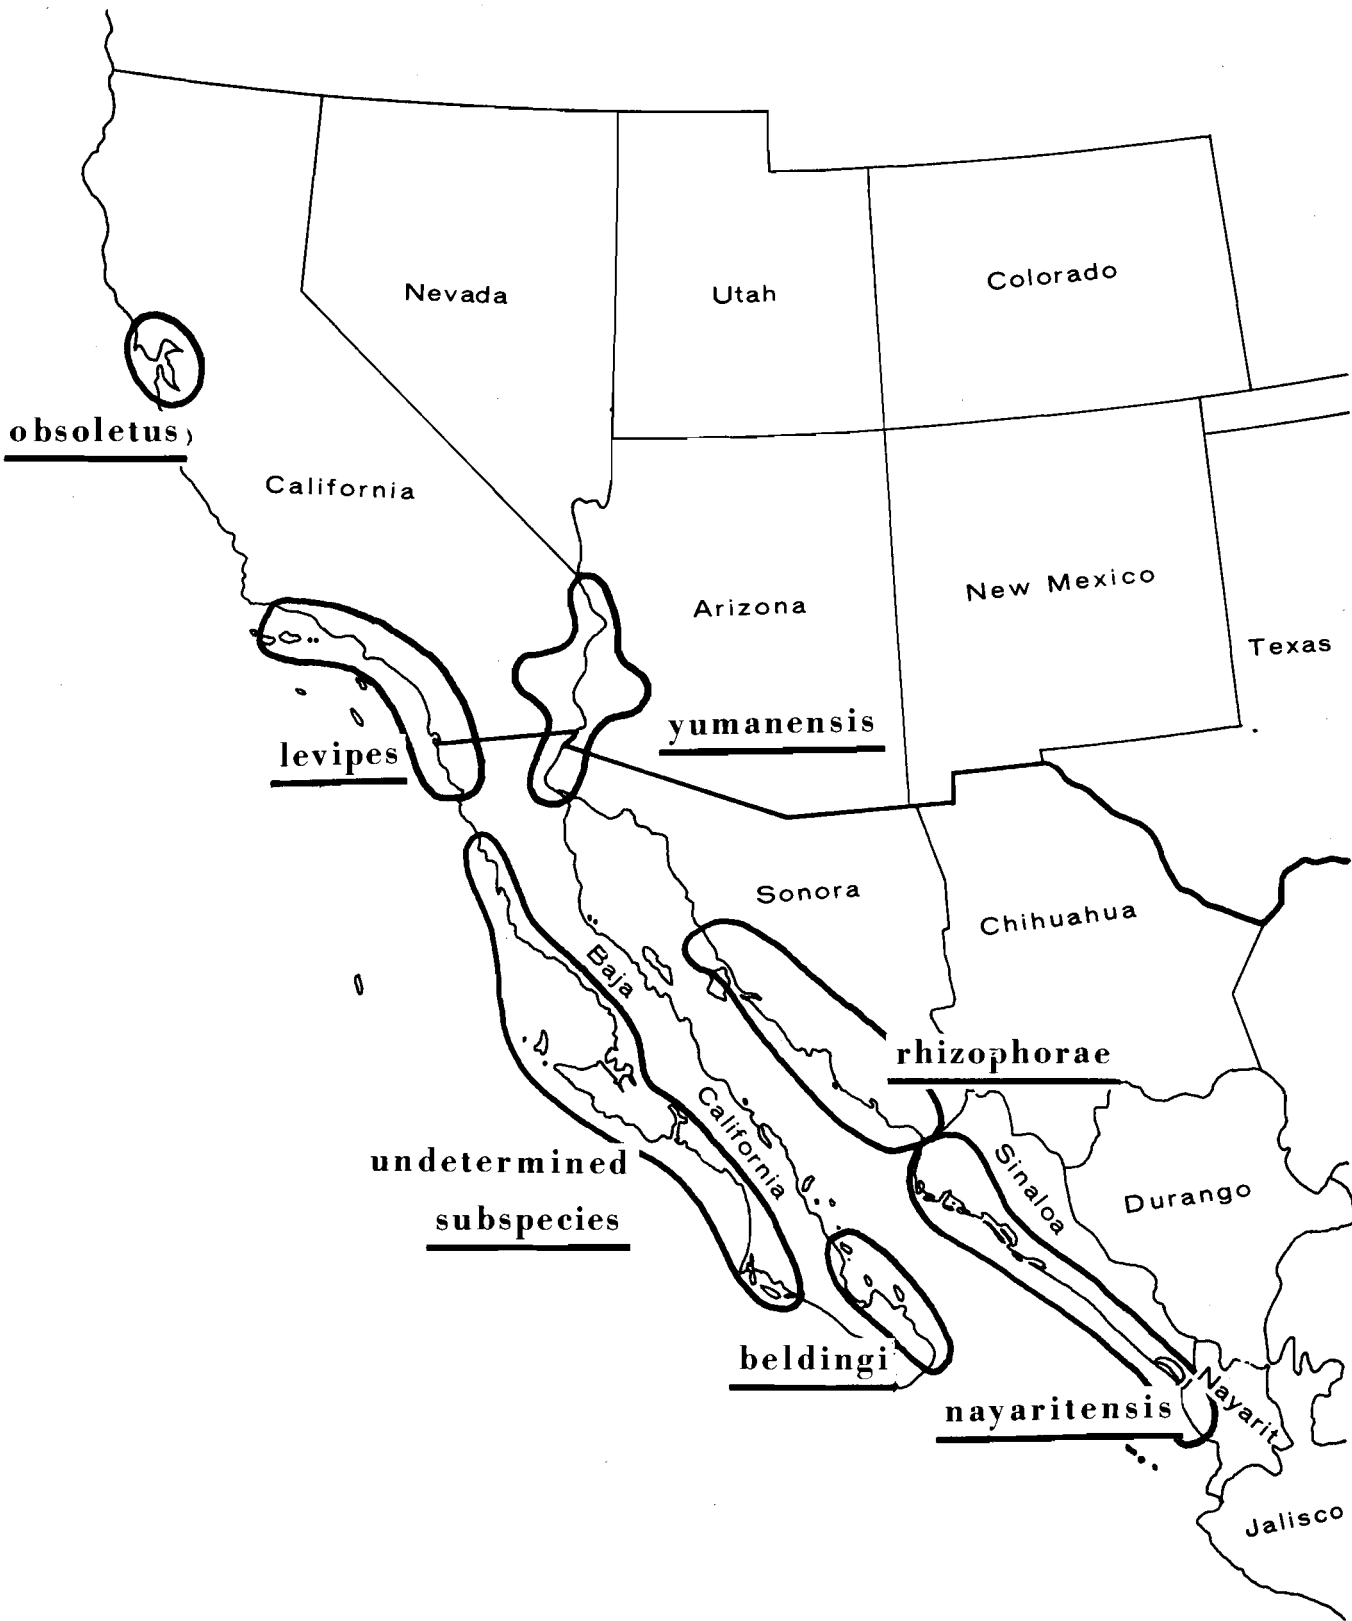 Nevada
Utah
Colorado
obsoletus
California
Arizona
New Mexico
Texas
yumanensis
levipes
Sonora
Chihuahua
Baja
California
rhizophorae
undetermined
subspecies
Sinaloa
Durango
beldingi
nayaritensis
Nayarit
Jalisco